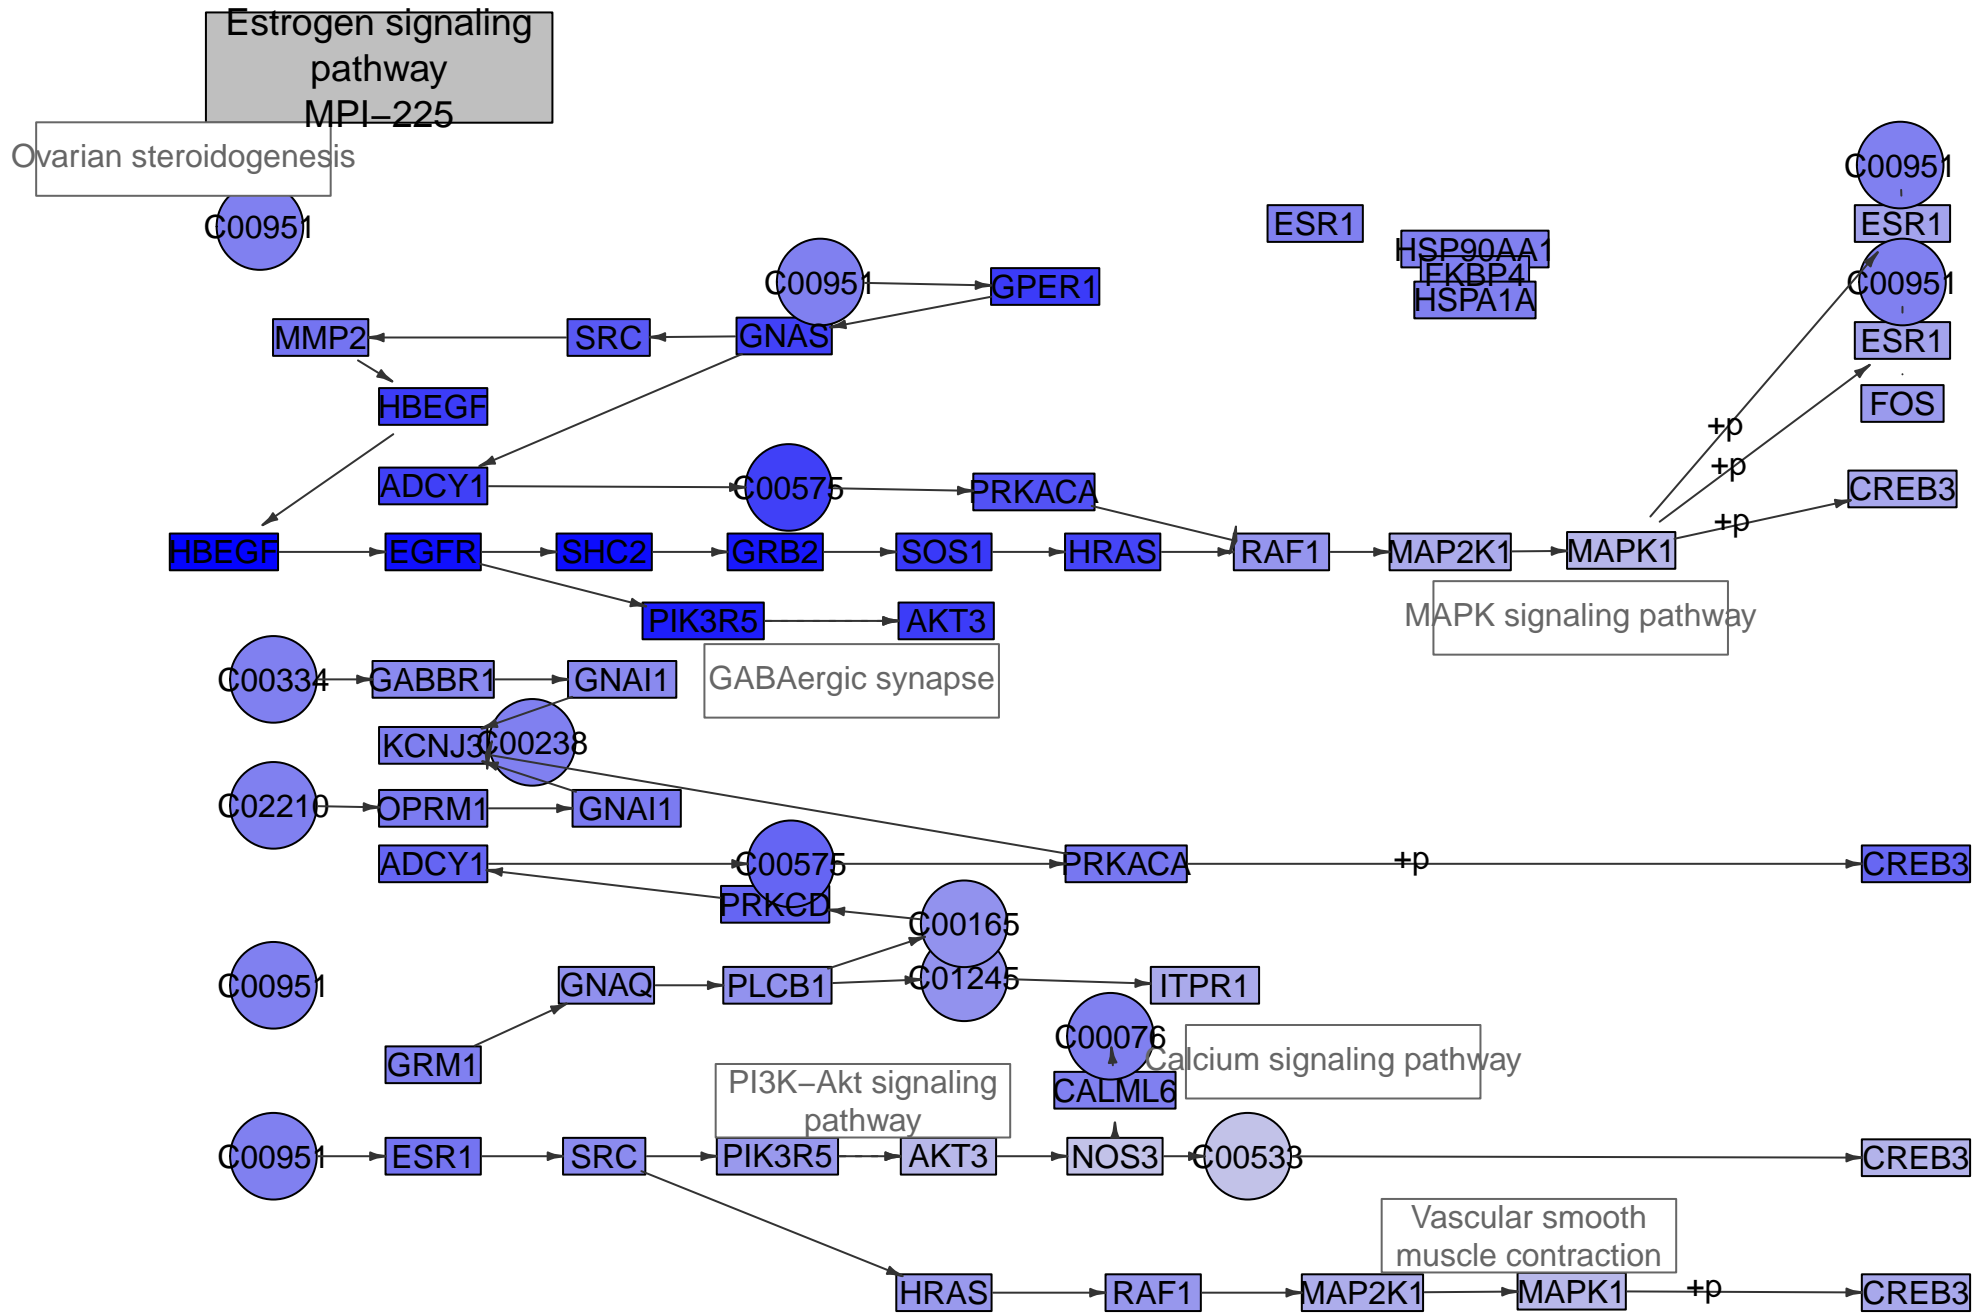 Estrogen signaling
pathway
MPI−225
Ovarian steroidogenesis
C00951
C00951
ESR1
C00951
ESR1
HSP90AA1
FKBP4
HSPA1A
C00951
GPER1
C00951
MMP2
SRC
GNAS
ESR1
HBEGF
FOS
+p
+p
ADCY1
C00575
PRKACA
CREB3
+p
HBEGF
EGFR
SHC2
GRB2
SOS1
HRAS
RAF1
MAP2K1
MAPK1
PIK3R5
AKT3
MAPK signaling pathway
C00334
GABBR1
GNAI1
GABAergic synapse
KCNJ3
C00238
C02210
OPRM1
GNAI1
ADCY1
C00575
PRKACA
+p
CREB3
PRKCD
C00165
C00951
GNAQ
PLCB1
C01245
ITPR1
C00076
Calcium signaling pathway
GRM1
CALML6
PI3K−Akt signaling
pathway
C00951
ESR1
SRC
PIK3R5
AKT3
NOS3
C00533
CREB3
Vascular smooth
muscle contraction
HRAS
RAF1
MAP2K1
MAPK1
+p
CREB3